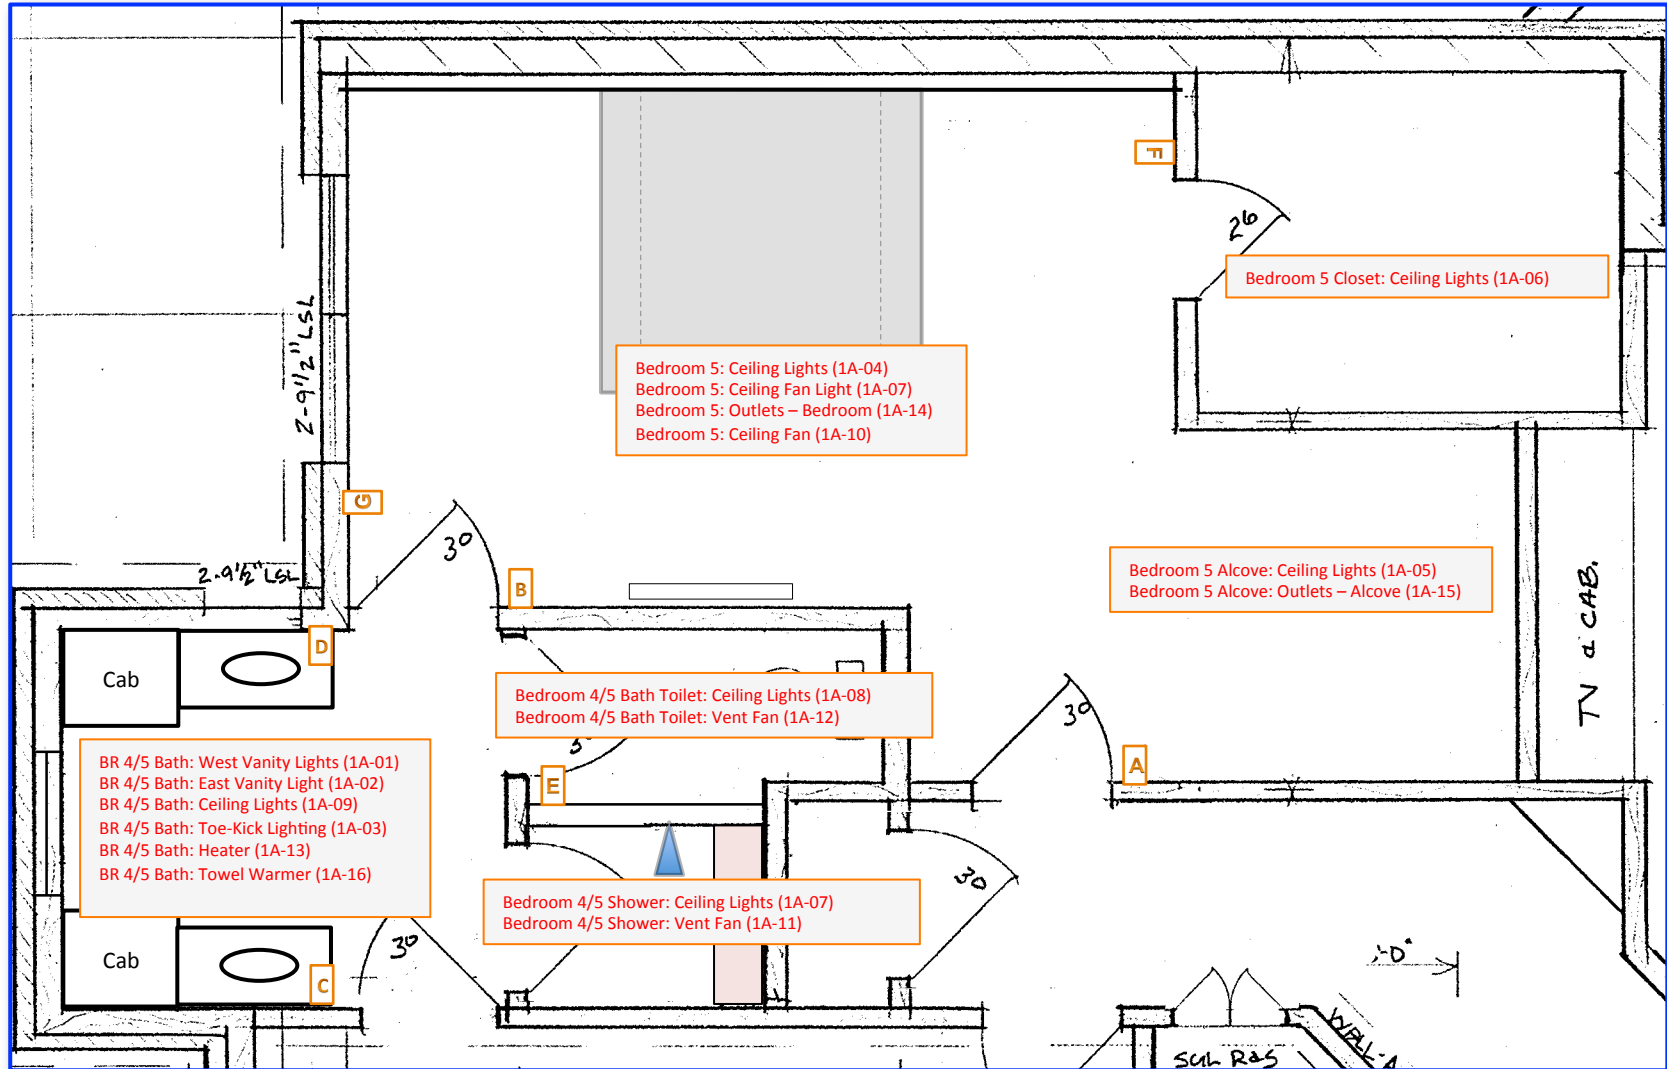 F
26
Bedroom 5 Closet: Ceiling Lights (1A-06)
2-9 1/2" LSL
Bedroom 5: Ceiling Lights (1A-04)
Bedroom 5: Ceiling Fan Light (1A-07)
Bedroom 5: Outlets – Bedroom (1A-14)
Bedroom 5: Ceiling Fan (1A-10)
G
30
2-9 1/2" LSL
B
Bedroom 5 Alcove: Ceiling Lights (1A-05)
Bedroom 5 Alcove: Outlets – Alcove (1A-15)
TV & CAB.
D
Cab
Bedroom 4/5 Bath Toilet: Ceiling Lights (1A-08)
Bedroom 4/5 Bath Toilet: Vent Fan (1A-12)
30
A
E
BR 4/5 Bath: West Vanity Lights (1A-01)
BR 4/5 Bath: East Vanity Light (1A-02)
BR 4/5 Bath: Ceiling Lights (1A-09)
BR 4/5 Bath: Toe-Kick Lighting (1A-03)
BR 4/5 Bath: Heater (1A-13)
BR 4/5 Bath: Towel Warmer (1A-16)
Bedroom 4/5 Shower: Ceiling Lights (1A-07)
Bedroom 4/5 Shower: Vent Fan (1A-11)
30
30
Cab
C
WALL-A